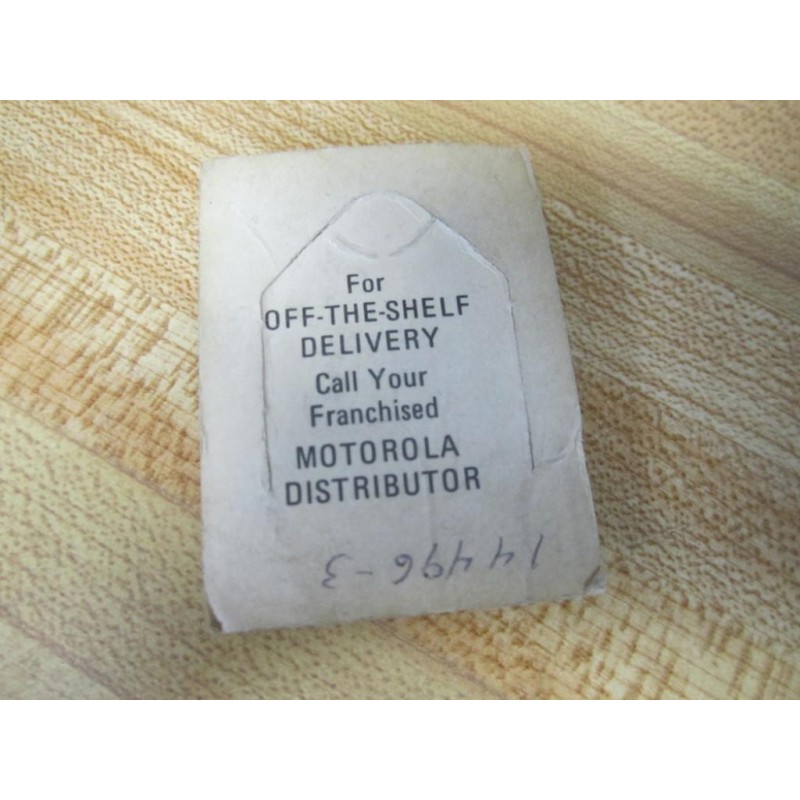 For
OFF-THE-SHELF
DELIVERY
Call Your
Franchised
MOTOROLA
DISTRIBUTOR
14496-3